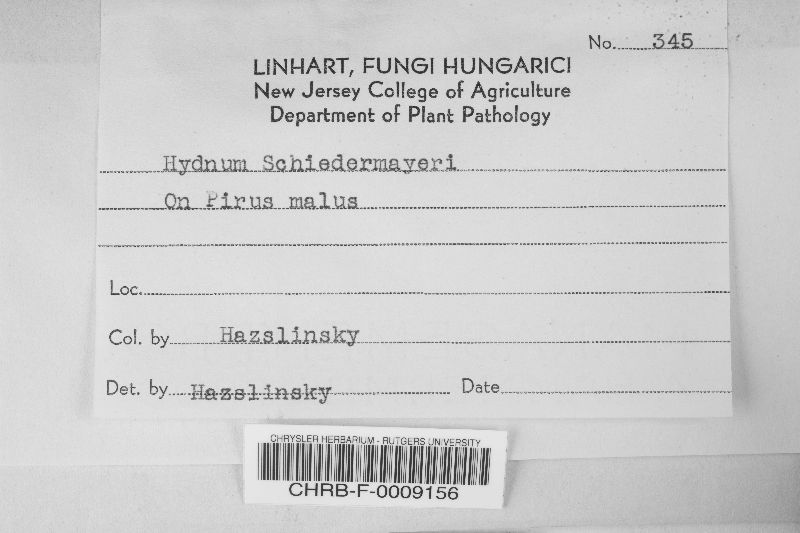 No. 345
LINHART, FUNGI HUNGARICI
New Jersey College of Agriculture
Department of Plant Pathology
Hydnum Schiedermayeri
On Pirus malus
Loc.
Col. by Hazslinsky
Det. by Hazslinsky Date
CHRYSLER HERBARIUM - RUTGERS UNIVERSITY
CHRB-F-0009156